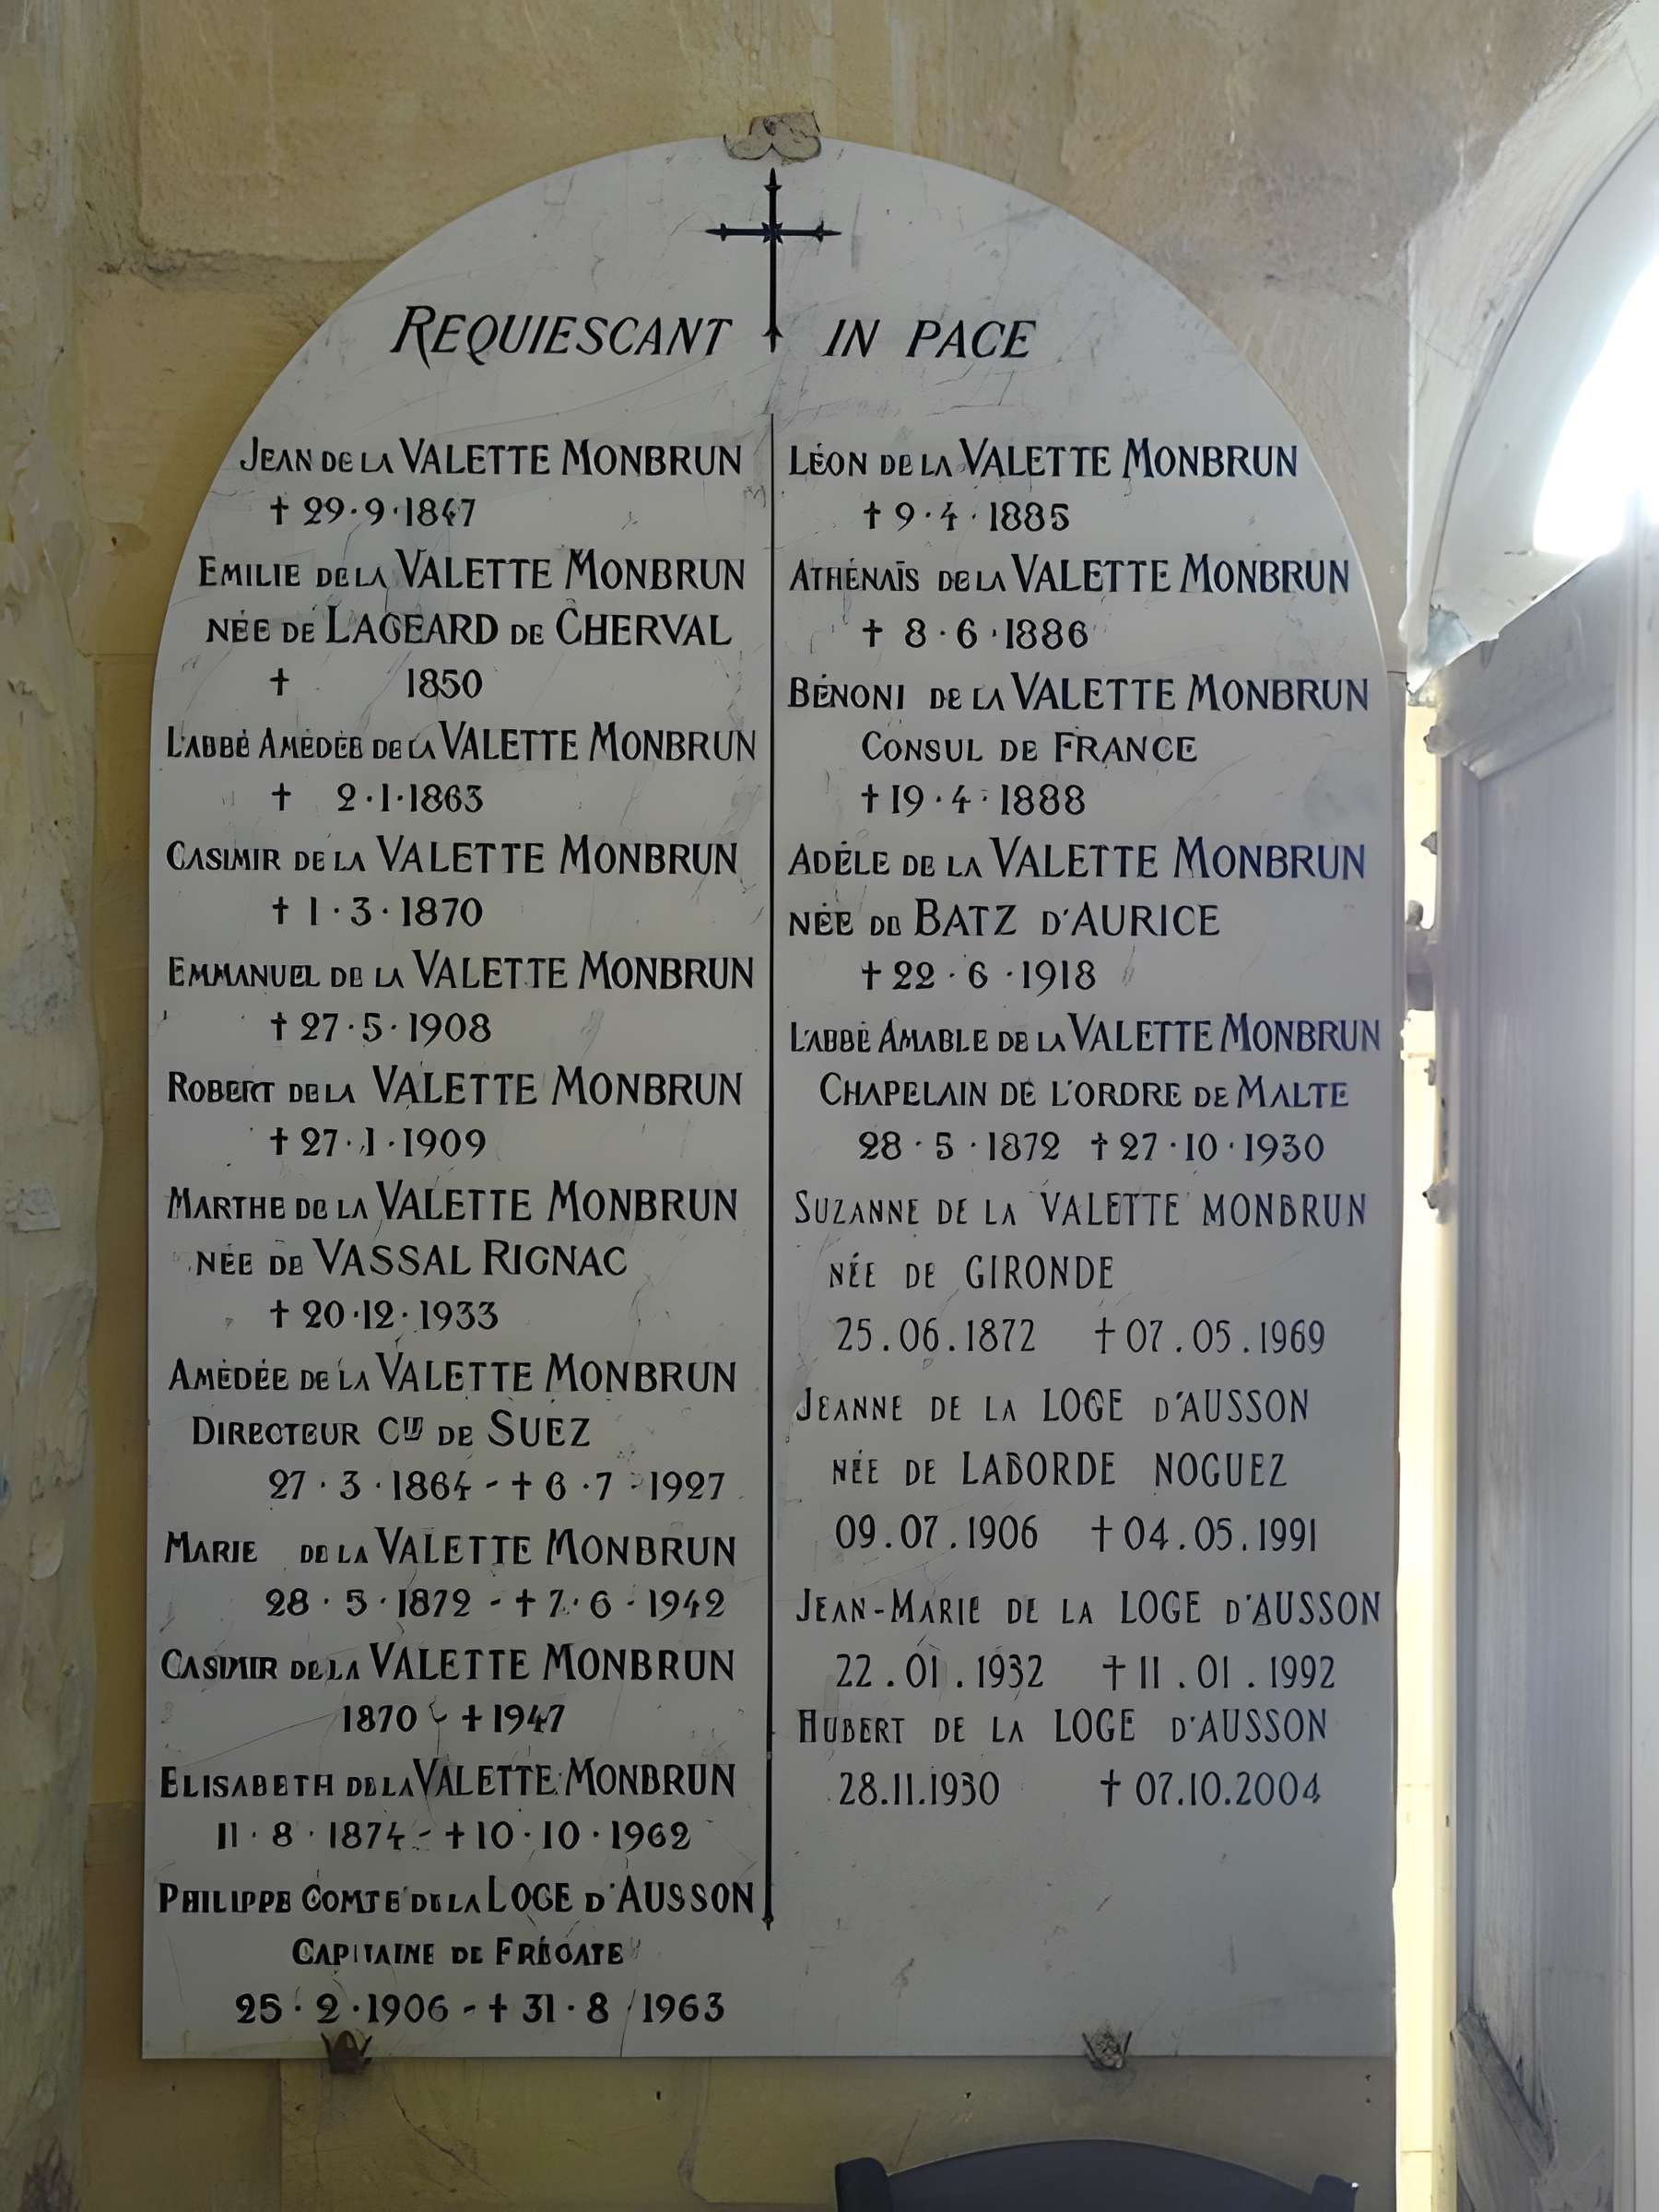 REQUIESCANT IN PACE
JEAN DE LA VALETTE MONBRUN
† 29·9·1847
EMILIE DE LA VALETTE MONBRUN
NÉE DE LAGEARD DE CHERVAL
† 1850
L'ABBÉ AMÉDÉE DE LA VALETTE MONBRUN
† 2·1·1863
CASIMIR DE LA VALETTE MONBRUN
† 1·3·1870
EMMANUEL DE LA VALETTE MONBRUN
† 27·5·1908
ROBERT DE LA VALETTE MONBRUN
† 27·1·1909
MARTHE DE LA VALETTE MONBRUN
NÉE DE VASSAL RIGNAC
† 20·12·1933
AMÉDÉE DE LA VALETTE MONBRUN
DIRECTEUR CIE DE SUEZ
27·3·1864 - † 6·7·1927
MARIE DE LA VALETTE MONBRUN
28·5·1872 - † 7·6·1942
CASIMIR DE LA VALETTE MONBRUN
1870 - † 1947
ELISABETH DE LA VALETTE MONBRUN
11·8·1874 - † 10·10·1962
PHILIPPE COMTE DE LA LOGE D'AUSSON
CAPITAINE DE FRÉGATE
25·2·1906 - † 31·8·1963
LÉON DE LA VALETTE MONBRUN
† 9·4·1885
ATHÉNAÏS DE LA VALETTE MONBRUN
† 8·6·1886
BÉNONI DE LA VALETTE MONBRUN
CONSUL DE FRANCE
† 19·4·1888
ADÉLE DE LA VALETTE MONBRUN
NÉE DE BATZ D'AURICE
† 22·6·1918
L'ABBÉ AMABLE DE LA VALETTE MONBRUN
CHAPELAIN DE L'ORDRE DE MALTE
28·5·1872 † 27·10·1930
SUZANNE DE LA VALETTE MONBRUN
NÉE DE GIRONDE
25.06.1872 † 07.05.1969
JEANNE DE LA LOGE D'AUSSON
NÉE DE LABORDE NOGUEZ
09.07.1906 † 04.05.1991
JEAN-MARIE DE LA LOGE D'AUSSON
22.01.1932 † 11.01.1992
HUBERT DE LA LOGE D'AUSSON
28.11.1930 † 07.10.2004